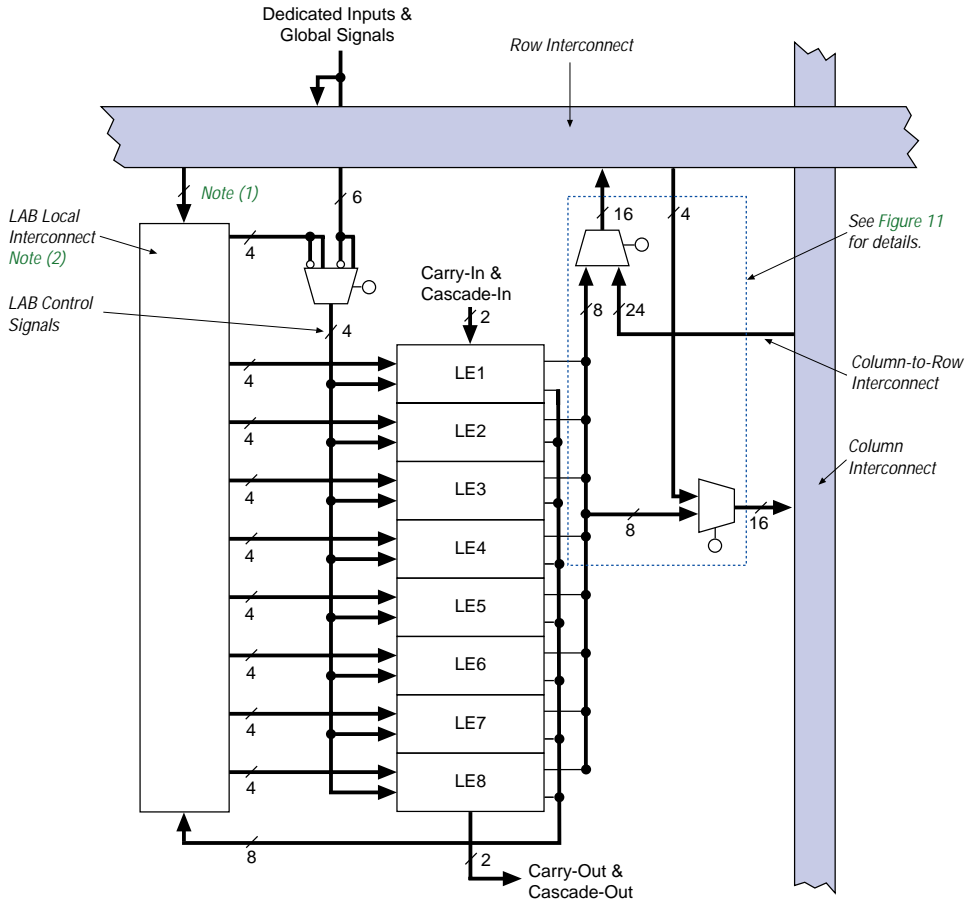 Dedicated Inputs &
Global Signals
Row Interconnect
6
Note (1)
16
4
LAB Local
Interconnect
Note (2)
4
See Figure 11
for details.
Carry-In &
Cascade-In
LAB Control
Signals
4
2
8
24
Column-to-Row
Interconnect
LE1
4
LE2
4
Column
Interconnect
LE3
4
8
16
LE4
4
LE5
4
LE6
4
LE7
4
LE8
4
8
2
Carry-Out &
Cascade-Out